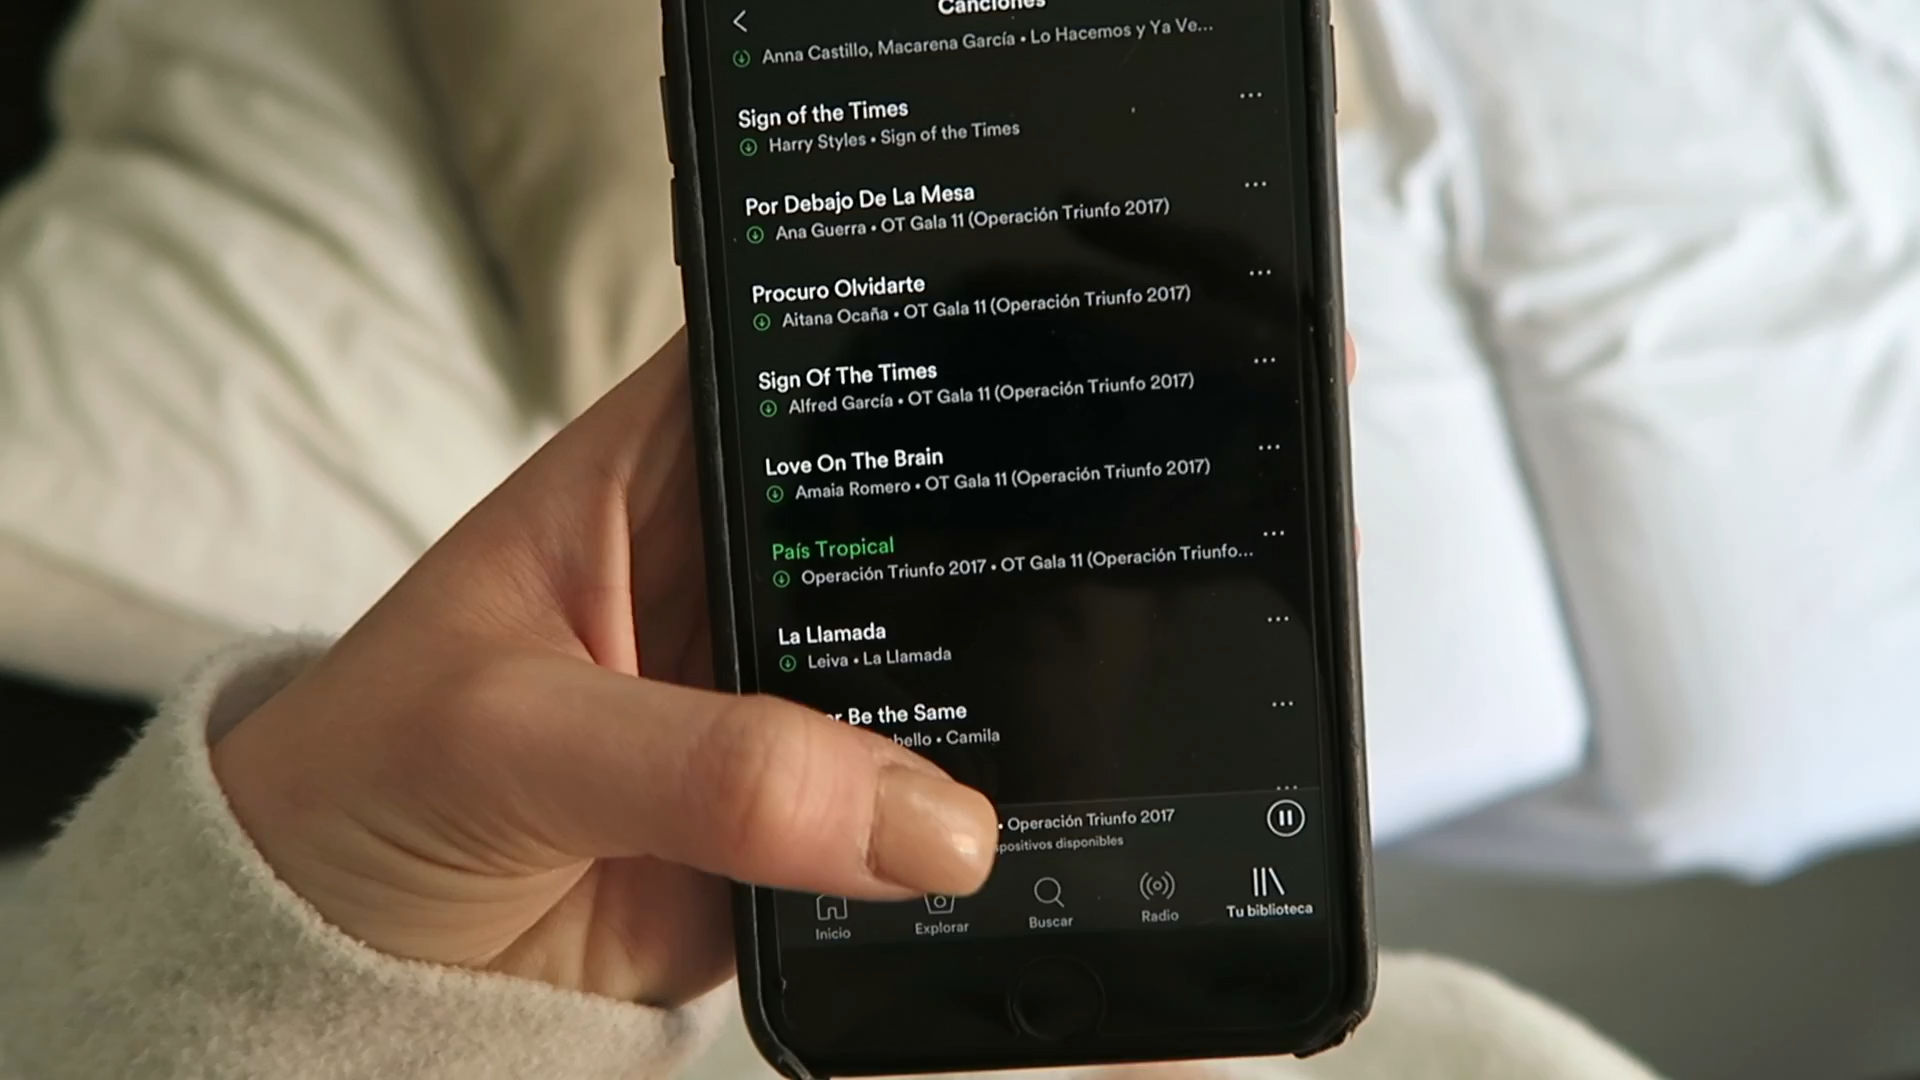 Canciones
Anna Castillo, Macarena García • Lo Hacemos y Ya Ve...
Sign of the Times
Harry Styles • Sign of the Times
Por Debajo De La Mesa
Ana Guerra • OT Gala 11 (Operación Triunfo 2017)
Procuro Olvidarte
Aitana Ocaña • OT Gala 11 (Operación Triunfo 2017)
Sign Of The Times
Alfred García • OT Gala 11 (Operación Triunfo 2017)
Love On The Brain
Amaia Romero • OT Gala 11 (Operación Triunfo 2017)
País Tropical
Operación Triunfo 2017 • OT Gala 11 (Operación Triunfo...
La Llamada
Leiva • La Llamada
Be the Same
• Camila
• Operación Triunfo 2017
disponibles
Inicio
Explorar
Buscar
Radio
Tu biblioteca